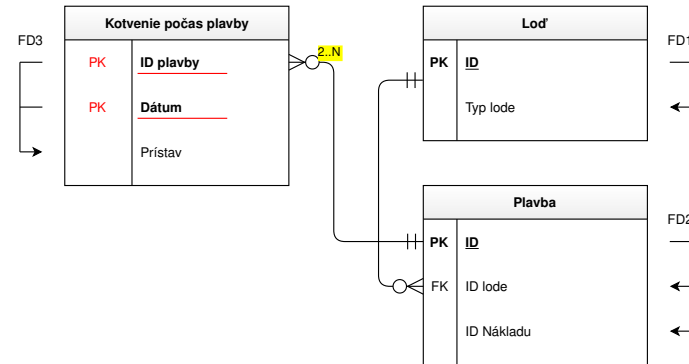 Kotvenie počas plavby
FD3
PK ID plavby
PK Dátum
Prístav
2..N
Loď
FD1
PK ID
Typ lode
Plavba
FD2
PK ID
FK ID lode
ID Nákladu